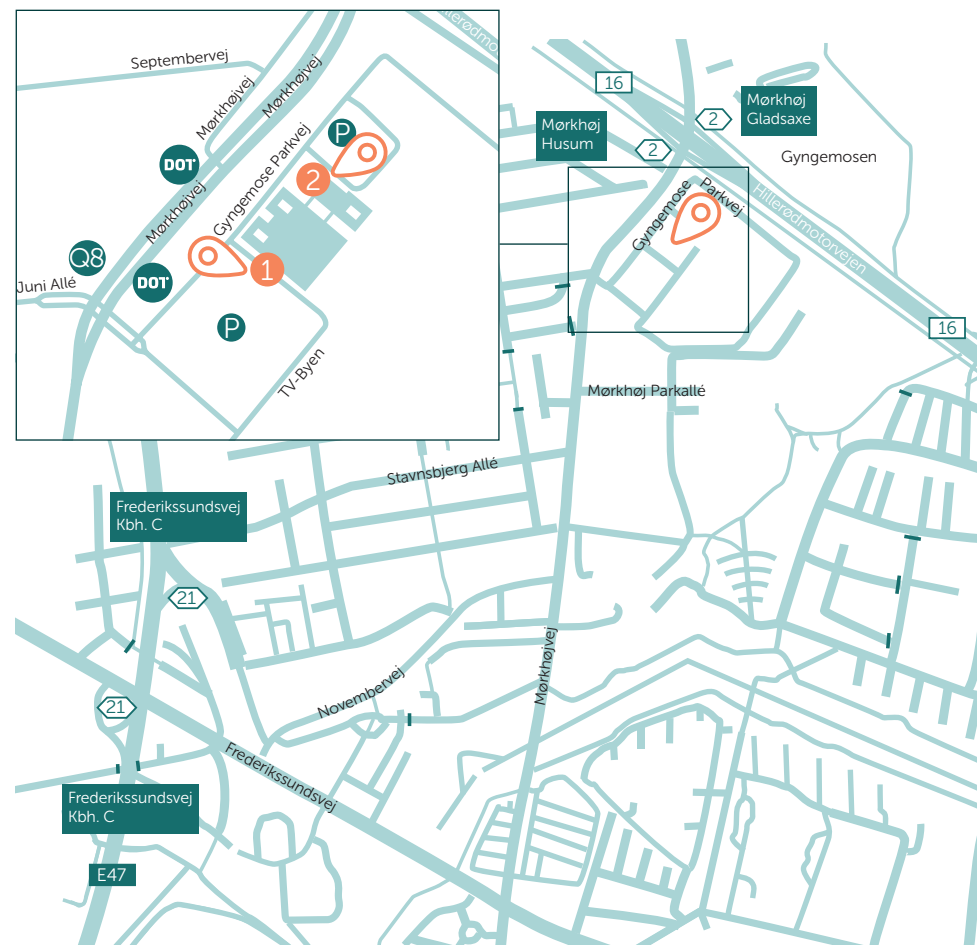 Hillerødmo
Septembervej
Mørkhøjvej
Mørkhøjvej
P
DOT
2
Gyngemose Parkvej
Mørkhøjvej
Q8
1
DOT
Juni Allé
P
TV-Byen
16
Mørkhøj
Gladsaxe
2
Mørkhøj
Husum
2
Gyngemosen
Gyngemose
Parkvej
Hillerødmotorvejen
16
Mørkhøj Parkallé
Stavnsbjerg Allé
Frederikssundsvej
Kbh. C
21
Mørkhøjvej
Novembervej
21
Frederikssundsvej
Frederikssundsvej
Kbh. C
E47